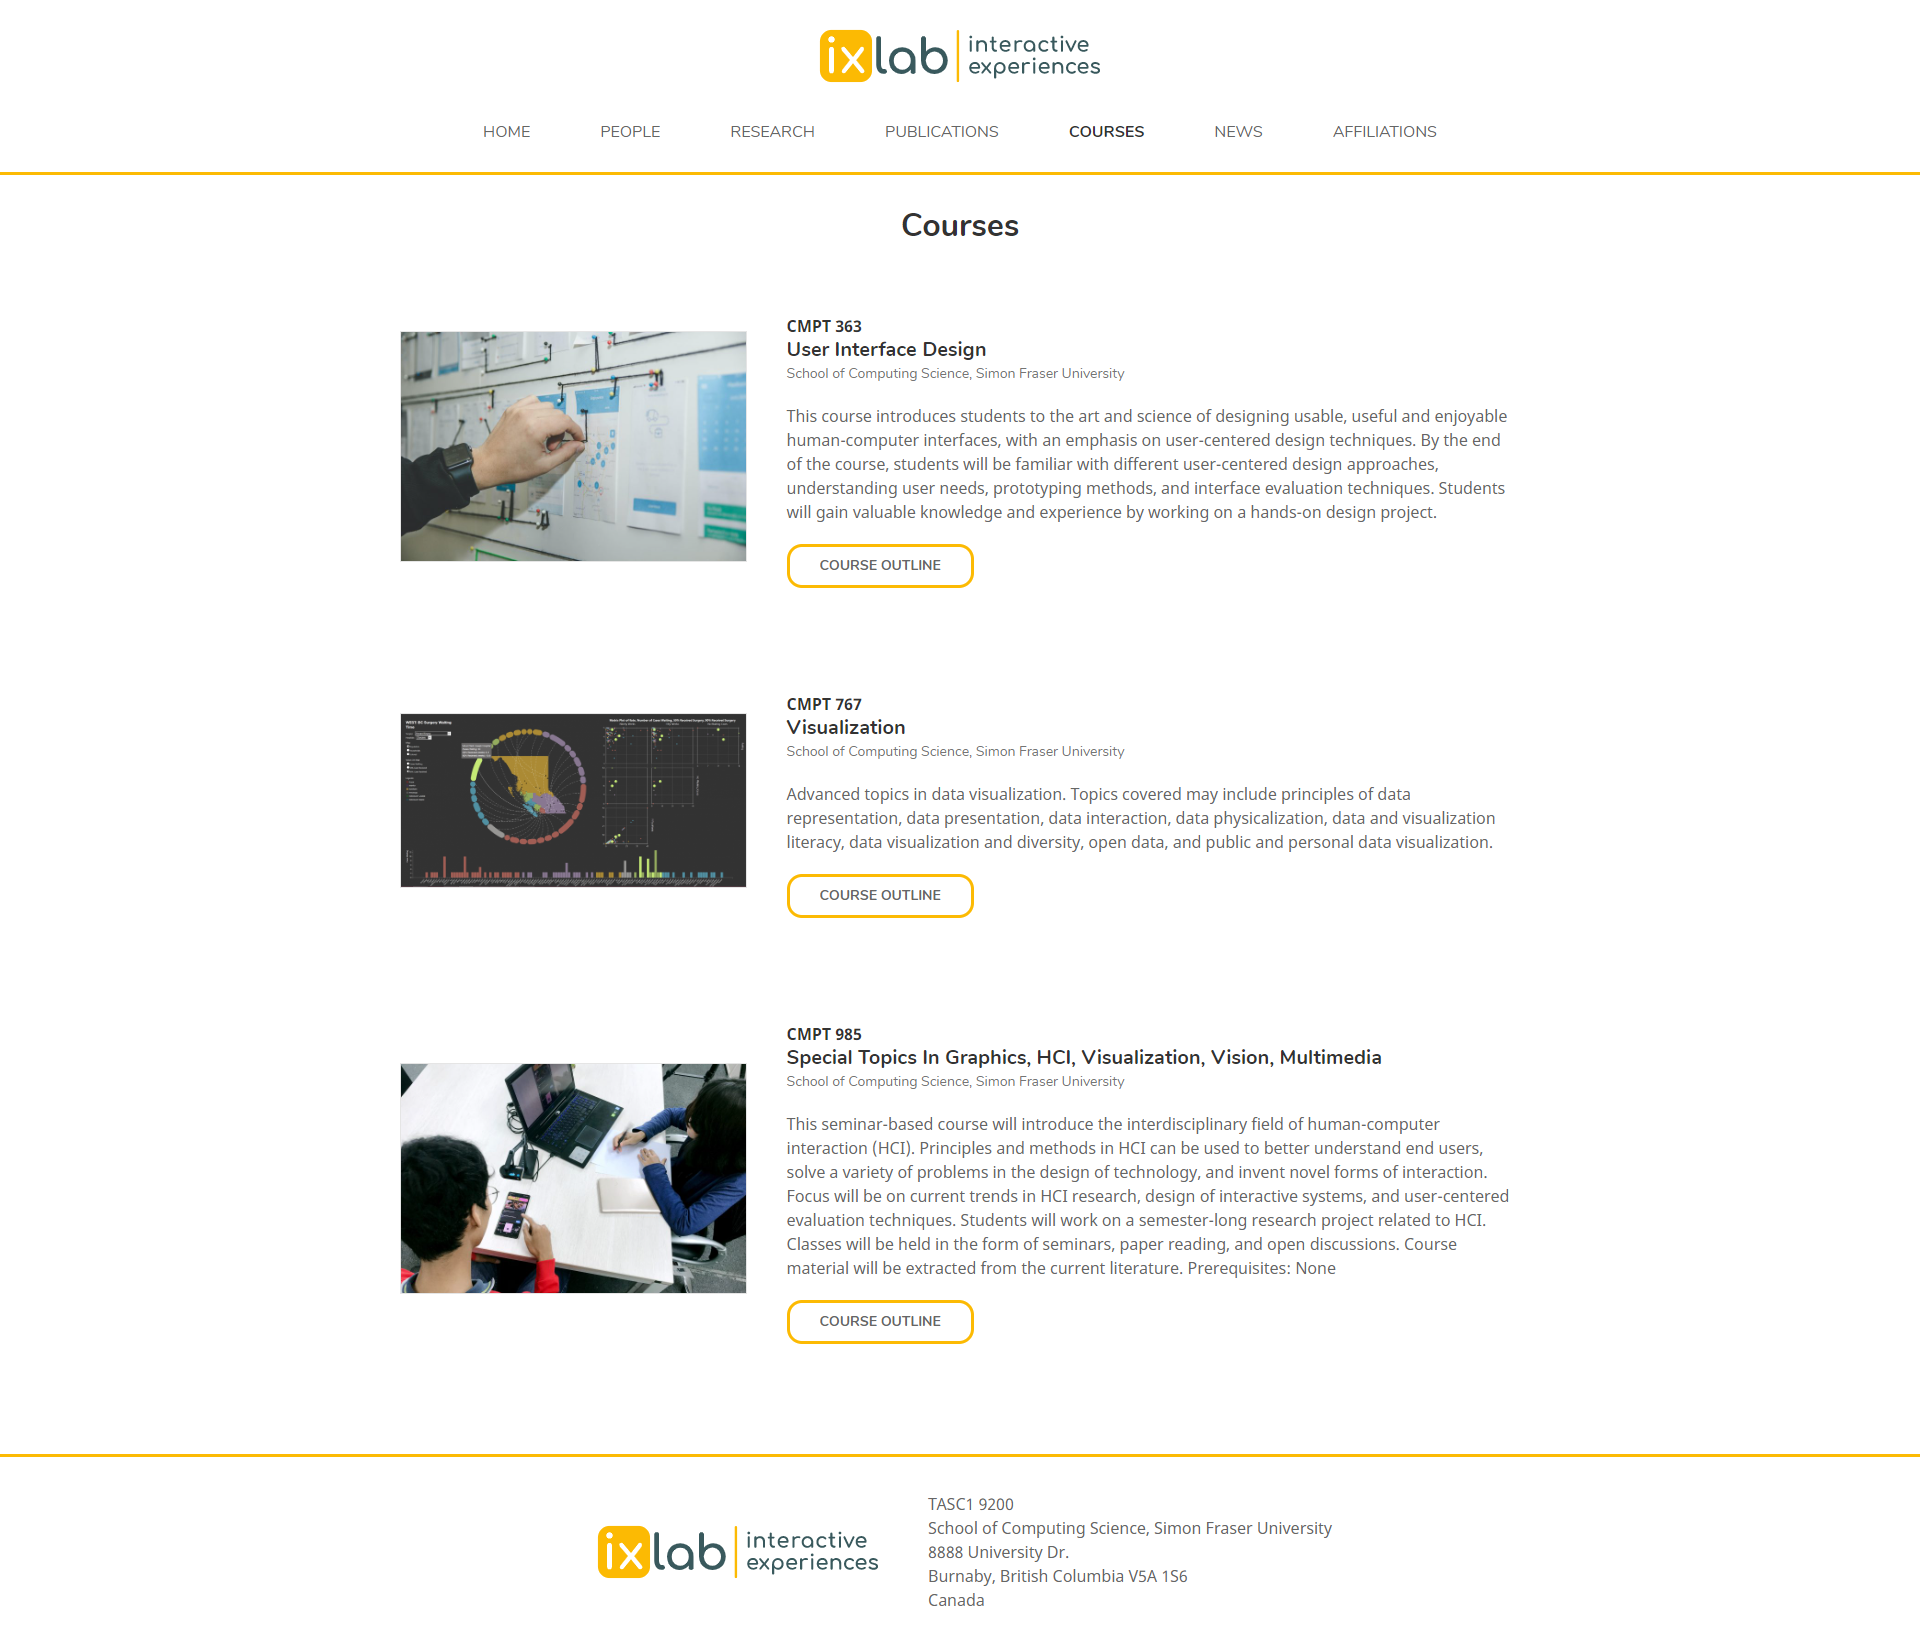 ixlab interactive
experiences
HOME PEOPLE RESEARCH PUBLICATIONS COURSES NEWS AFFILIATIONS
Courses
CMPT 363
User Interface Design
School of Computing Science, Simon Fraser University
This course introduces students to the art and science of designing usable, useful and enjoyable
human-computer interfaces, with an emphasis on user-centered design techniques. By the end
of the course, students will be familiar with different user-centered design approaches,
understanding user needs, prototyping methods, and interface evaluation techniques. Students
will gain valuable knowledge and experience by working on a hands-on design project.
COURSE OUTLINE
CMPT 767
Visualization
School of Computing Science, Simon Fraser University
Advanced topics in data visualization. Topics covered may include principles of data
representation, data presentation, data interaction, data physicalization, data and visualization
literacy, data visualization and diversity, open data, and public and personal data visualization.
COURSE OUTLINE
CMPT 985
Special Topics In Graphics, HCI, Visualization, Vision, Multimedia
School of Computing Science, Simon Fraser University
This seminar-based course will introduce the interdisciplinary field of human-computer
interaction (HCI). Principles and methods in HCI can be used to better understand end users,
solve a variety of problems in the design of technology, and invent novel forms of interaction.
Focus will be on current trends in HCI research, design of interactive systems, and user-centered
evaluation techniques. Students will work on a semester-long research project related to HCI.
Classes will be held in the form of seminars, paper reading, and open discussions. Course
material will be extracted from the current literature. Prerequisites: None
COURSE OUTLINE
ixlab interactive
experiences
TASC1 9200
School of Computing Science, Simon Fraser University
8888 University Dr.
Burnaby, British Columbia V5A 1S6
Canada